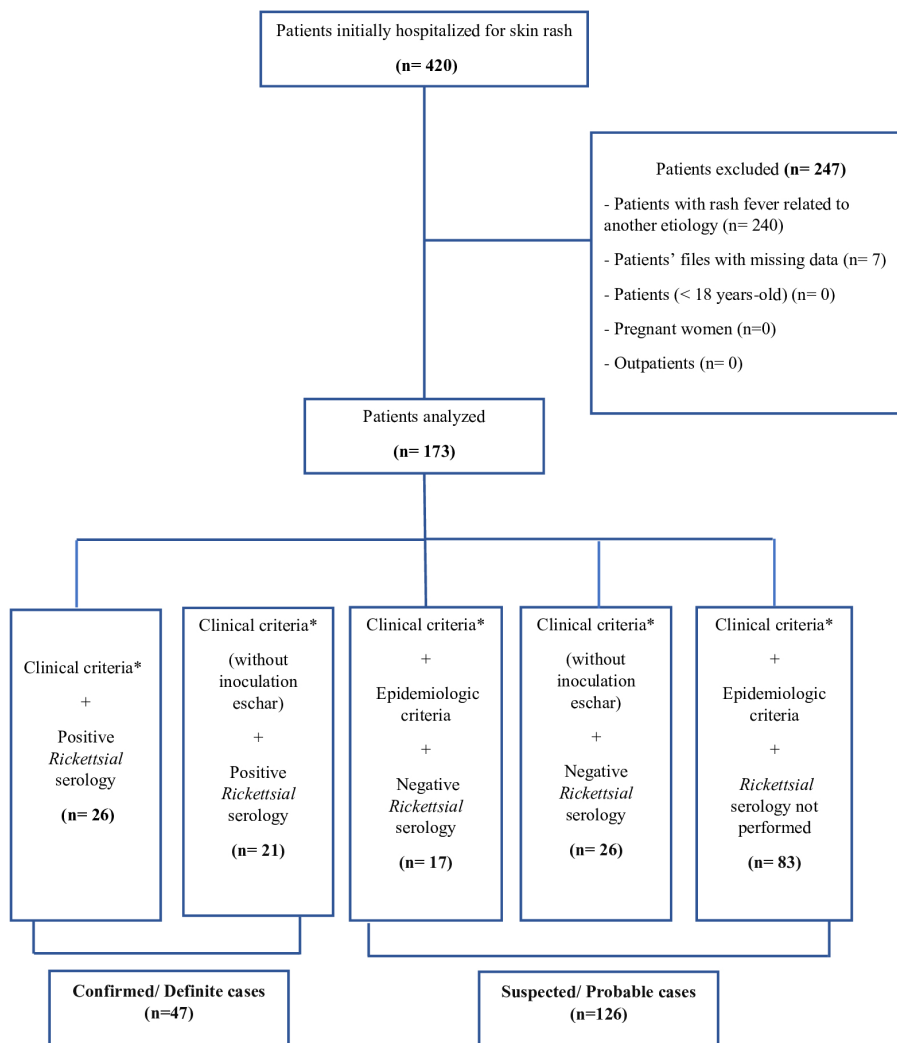 Patients initially hospitalized for skin rash
(n= 420)
Patients excluded (n= 247)
- Patients with rash fever related to
another etiology (n= 240)
- Patients’ files with missing data (n= 7)
- Patients (< 18 years-old) (n= 0)
- Pregnant women (n=0)
- Outpatients (n= 0)
Patients analyzed
(n= 173)
Clinical criteria*
+
Positive
Rickettsial
serology
(n= 26)
Clinical criteria*
(without
inoculation
eschar)
+
Positive
Rickettsial
serology
(n= 21)
Clinical criteria*
+
Epidemiologic
criteria
+
Negative
Rickettsial
serology
(n= 17)
Clinical criteria*
(without
inoculation
eschar)
+
Negative
Rickettsial
serology
(n= 26)
Clinical criteria*
+
Epidemiologic
criteria
+
Rickettsial
serology not
performed
(n= 83)
Confirmed/ Definite cases
(n=47)
Suspected/ Probable cases
(n=126)